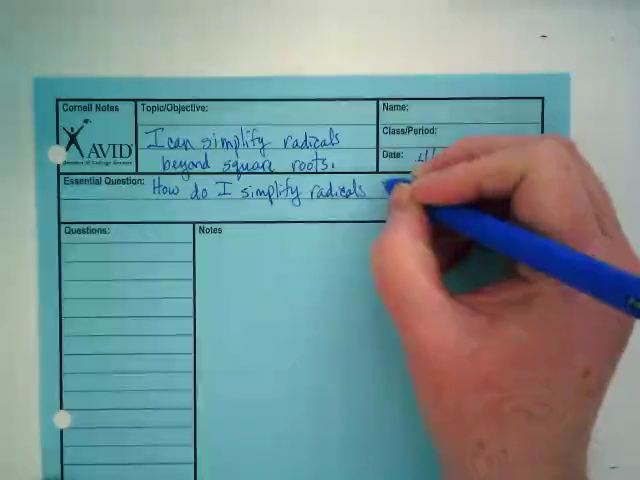 Cornell Notes
Topic/Objective:
Name:
I can simplify radicals
beyond square roots.
Class/Period:
AVID
Date:
Essential Question: How do I simplify radicals
Questions:
Notes